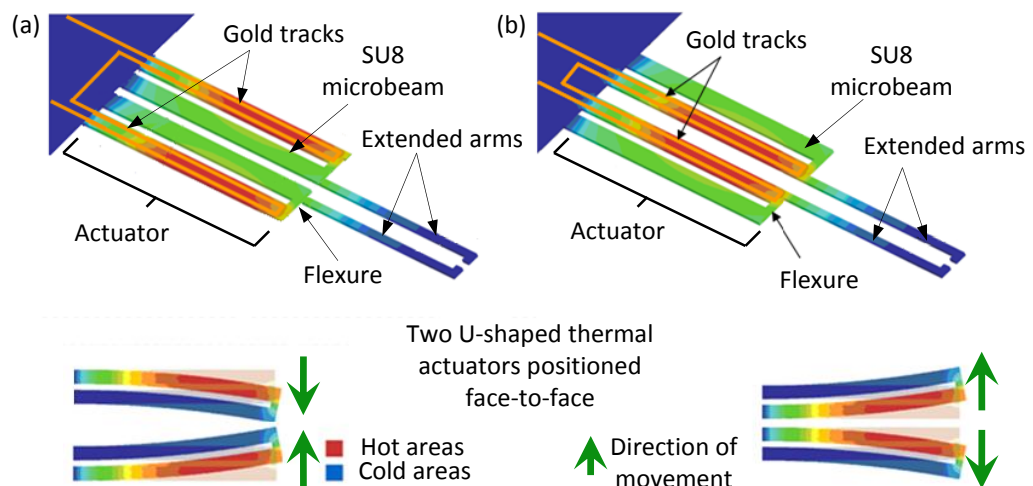 (a)
Gold tracks
SU8
microbeam
Extended arms
Actuator
Flexure
(b)
Gold tracks
SU8
microbeam
Extended arms
Actuator
Flexure
Two U-shaped thermal
actuators positioned
face-to-face
Hot areas
Cold areas
Direction of
movement